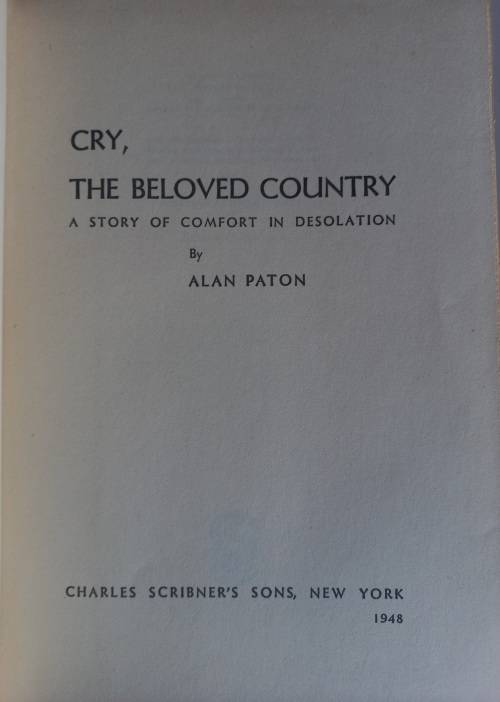 CRY,
THE BELOVED COUNTRY
A STORY OF COMFORT IN DESOLATION
By
ALAN PATON
CHARLES SCRIBNER'S SONS, NEW YORK
1948